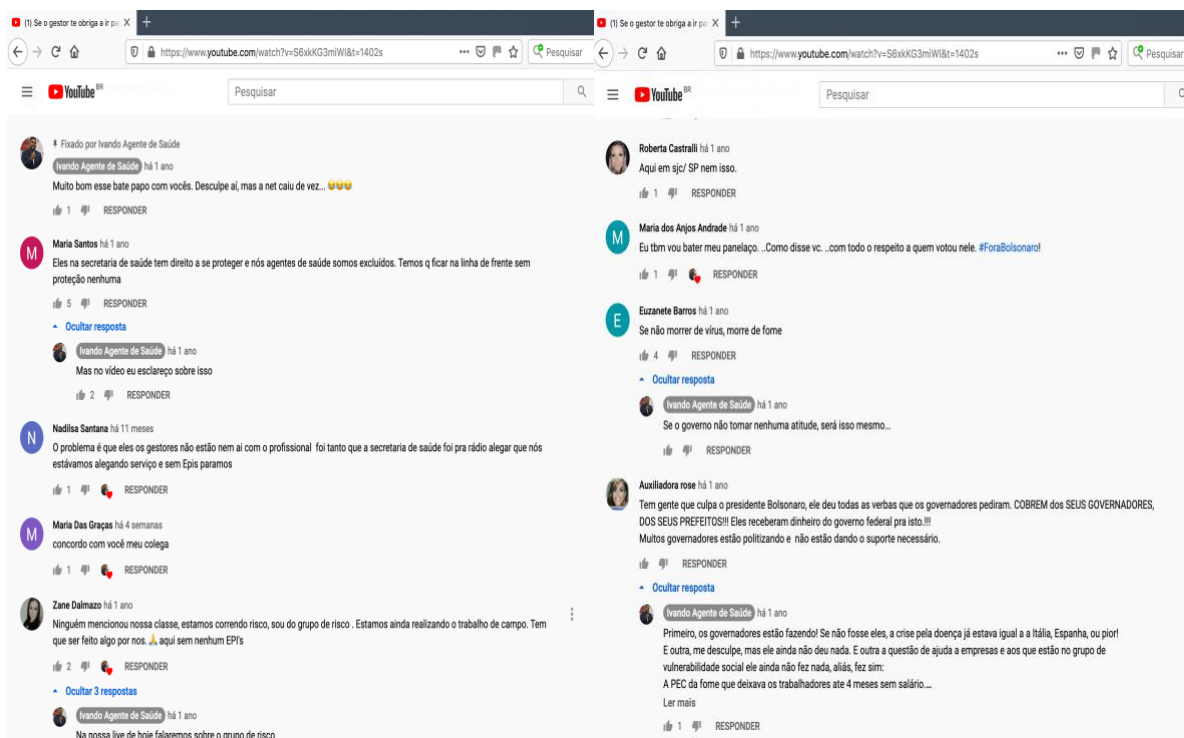 (1) Se o gestor te obriga a ir pa
https://www.youtube.com/watch?v=S6xkKG3miWI&t=1402s
Pesquisar
YouTube BR
Pesquisar
Fixado por Ivando Agente de Saúde
Ivando Agente de Saúde há 1 ano
Muito bom esse bate papo com vocês. Desculpe aí, mas a net caiu de vez... 😂😂😂
1 RESPONDER
M
Maria Santos há 1 ano
Eles na secretaria de saúde tem direito a se proteger e nós agentes de saúde somos excluídos. Temos q ficar na linha de frente sem
proteção nenhuma
5 RESPONDER
Ocultar resposta
Ivando Agente de Saúde há 1 ano
Mas no vídeo eu esclareço sobre isso
2 RESPONDER
N
Nadilsa Santana há 11 meses
O problema é que eles os gestores não estão nem ai com o profissional foi tanto que a secretaria de saúde foi pra rádio alegar que nós
estávamos alegando serviço e sem Epis paramos
1 RESPONDER
M
Maria Das Graças há 4 semanas
concordo com você meu colega
1 RESPONDER
Zane Dalmazo há 1 ano
Ninguém mencionou nossa classe, estamos correndo risco, sou do grupo de risco . Estamos ainda realizando o trabalho de campo. Tem
que ser feito algo por nos.🙏 aqui sem nenhum EPI's
2 RESPONDER
Ocultar 3 respostas
Ivando Agente de Saúde há 1 ano
Na nossa live de hoje falaremos sobre o grupo de risco
(1) Se o gestor te obriga a ir par
https://www.youtube.com/watch?v=S6xkKG3miWI&t=1402s
Pesquisar
YouTube BR
Pesquisar
Roberta Castralli há 1 ano
Aqui em sjc/ SP nem isso.
1 RESPONDER
M
Maria dos Anjos Andrade há 1 ano
Eu tbm vou bater meu panelaço. ..Como disse vc. ..com todo o respeito a quem votou nele. #ForaBolsonaro!
1 RESPONDER
E
Euzanete Barros há 1 ano
Se não morrer de vírus, morre de fome
4 RESPONDER
Ocultar resposta
Ivando Agente de Saúde há 1 ano
Se o governo não tomar nenhuma atitude, será isso mesmo...
RESPONDER
Auxiliadora rose há 1 ano
Tem gente que culpa o presidente Bolsonaro, ele deu todas as verbas que os governadores pediram. COBREM dos SEUS GOVERNADORES,
DOS SEUS PREFEITOS!!! Eles receberam dinheiro do governo federal pra isto.!!!
Muitos governadores estão politizando e não estão dando o suporte necessário.
RESPONDER
Ocultar resposta
Ivando Agente de Saúde há 1 ano
Primeiro, os governadores estão fazendo! Se não fosse eles, a crise pela doença já estava igual a a Itália, Espanha, ou pior!
E outra, me desculpe, mas ele ainda não deu nada. E outra a questão de ajuda a empresas e aos que estão no grupo de
vulnerabilidade social ele ainda não fez nada, aliás, fez sim:
A PEC da fome que deixava os trabalhadores ate 4 meses sem salário....
Ler mais
1 RESPONDER